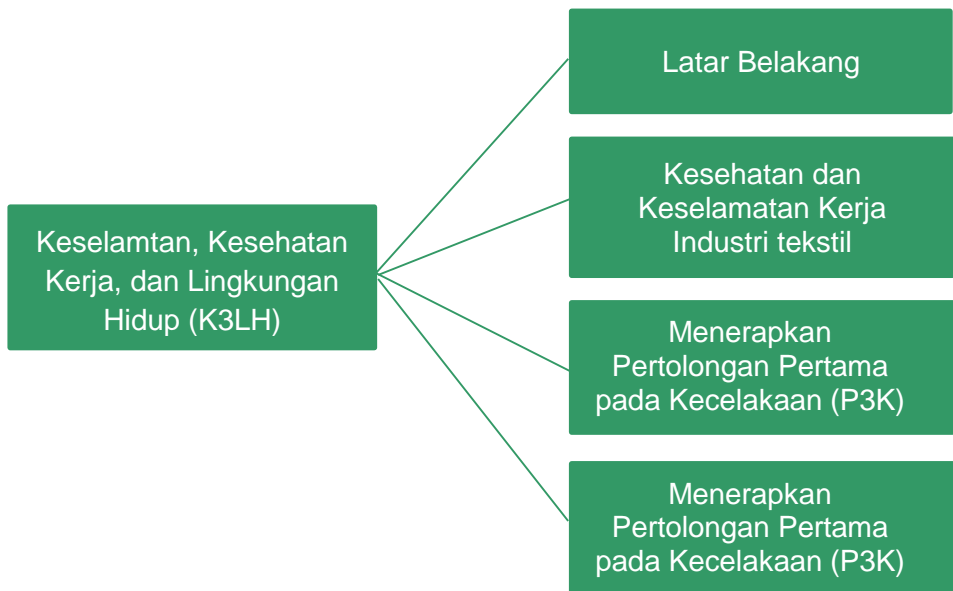 Keselamtan, Kesehatan
Kerja, dan Lingkungan
Hidup (K3LH)
Latar Belakang
Kesehatan dan
Keselamatan Kerja
Industri tekstil
Menerapkan
Pertolongan Pertama
pada Kecelakaan (P3K)
Menerapkan
Pertolongan Pertama
pada Kecelakaan (P3K)